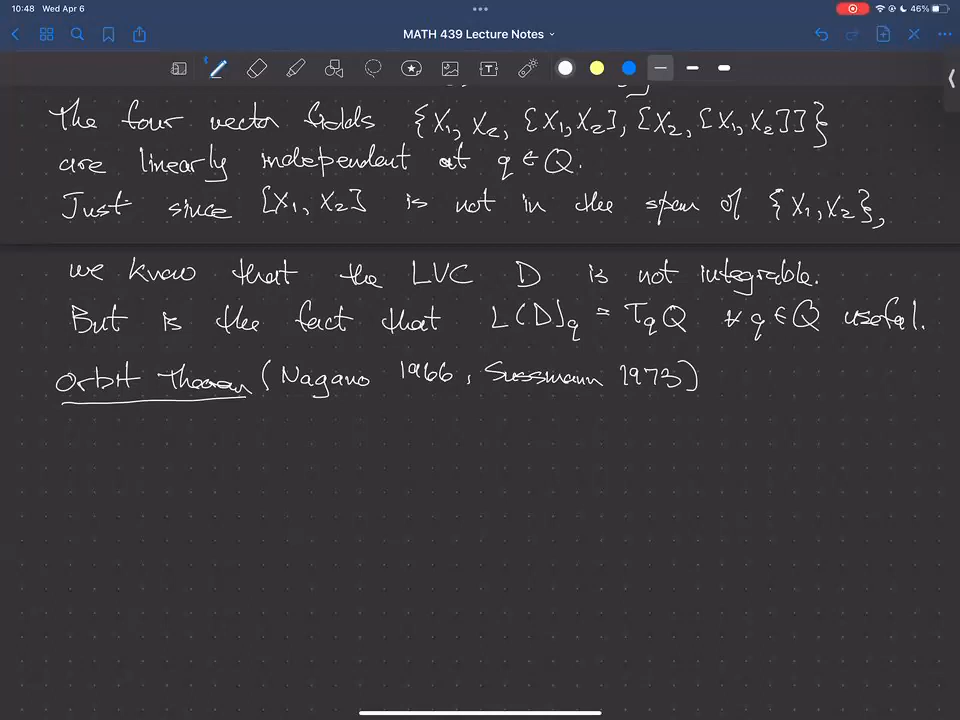 10:48 Wed Apr 6
46%
MATH 439 Lecture Notes
The four vector fields {X₁, X₂, [X₁, X₂], [X₂, [X₁, X₂]]}
are linearly independent at q ∈ Q.
Just since [X₁, X₂] is not in the span of {X₁, X₂},
we know that the LVC D is not integrable.
But is the fact that L(D)_q = T_qQ ∀ q ∈ Q useful.
Orbit Theorem (Nagano 1966, Sussmann 1973)